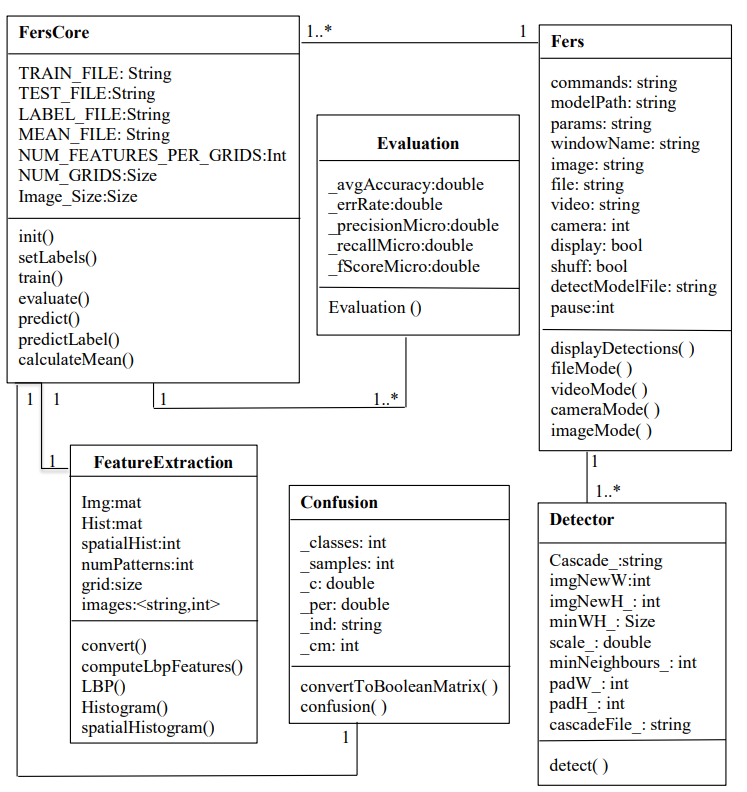 FersCore
TRAIN_FILE: String
TEST_FILE:String
LABEL_FILE:String
MEAN_FILE: String
NUM_FEATURES_PER_GRIDS:Int
NUM_GRIDS:Size
Image_Size:Size
init()
setLabels()
train()
evaluate()
predict()
predictLabel()
calculateMean()
1..*
1
Fers
commands: string
modelPath: string
params: string
windowName: string
image: string
file: string
video: string
camera: int
display: bool
shuff: bool
detectModelFile: string
pause:int
displayDetections( )
fileMode( )
videoMode( )
cameraMode( )
imageMode( )
Evaluation
_avgAccuracy:double
_errRate:double
_precisionMicro:double
_recallMicro:double
_fScoreMicro:double
Evaluation ()
1
1
1
1..*
1
1
1..*
FeatureExtraction
Img:mat
Hist:mat
spatialHist:int
numPatterns:int
grid:size
images:<string,int>
convert()
computeLbpFeatures()
LBP()
Histogram()
spatialHistogram()
Confusion
_classes: int
_samples: int
_c: double
_per: double
_ind: string
_cm: int
convertToBooleanMatrix( )
confusion( )
1
Detector
Cascade_:string
imgNewW:int
imgNewH_: int
minWH_: Size
scale_: double
minNeighbours_: int
padW_: int
padH_: int
cascadeFile_: string
detect( )